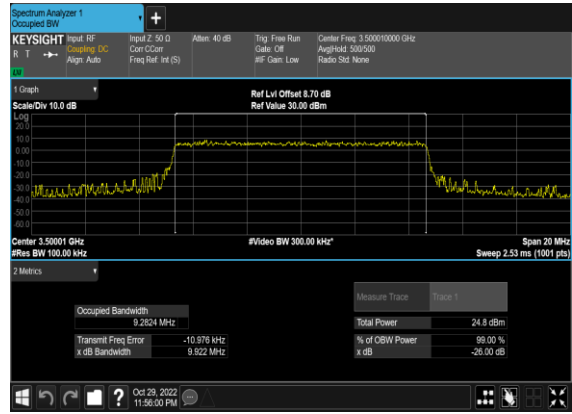 Spectrum Analyzer 1
Occupied BW
+
KEYSIGHT Input: RF Input Z: 50 Ω Atten: 40 dB Trig: Free Run Center Freq: 3.500010000 GHz
R T Coupling: DC Corr CCorr Gate: Off Avg|Hold: 500/500
Align: Auto Freq Ref: Int (S) #IF Gain: Low Radio Std: None
1 Graph
Ref Lvl Offset 8.70 dB
Scale/Div 10.0 dB Ref Value 30.00 dBm
Log
20.0
10.0
0.00
-10.0
-20.0
-30.0
-40.0
-50.0
-60.0
Center 3.50001 GHz #Video BW 300.00 kHz* Span 20 MHz
#Res BW 100.00 kHz Sweep 2.53 ms (1001 pts)
2 Metrics
Measure Trace Trace 1
Occupied Bandwidth
9.2824 MHz Total Power 24.8 dBm
Transmit Freq Error -10.976 kHz % of OBW Power 99.00 %
x dB Bandwidth 9.922 MHz x dB -26.00 dB
? Oct 29, 2022
11:56:00 PM